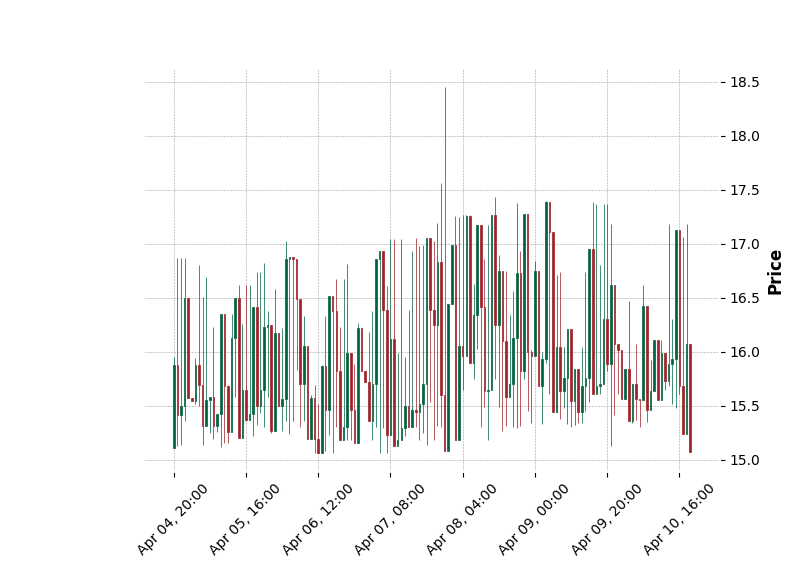 18.5
18.0
17.5
17.0
16.5
16.0
15.5
15.0
Price
Apr 04, 20:00
Apr 05, 16:00
Apr 06, 12:00
Apr 07, 08:00
Apr 08, 04:00
Apr 09, 00:00
Apr 09, 20:00
Apr 10, 16:00